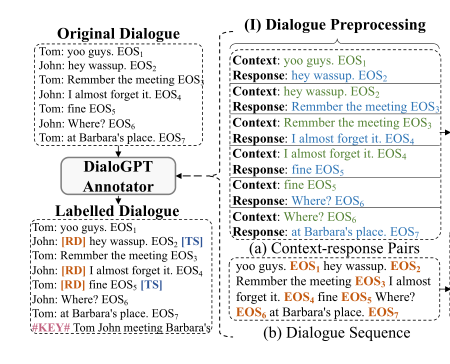 Original Dialogue
Tom: yoo guys. EOS1
John: hey wassup. EOS2
Tom: Remmber the meeting EOS3
John: I almost forget it. EOS4
Tom: fine EOS5
John: Where? EOS6
Tom: at Barbara's place. EOS7
DialoGPT
Annotator
Labelled Dialogue
Tom: yoo guys. EOS1
John: [RD] hey wassup. EOS2 [TS]
Tom: Remmber the meeting EOS3
John: [RD] I almost forget it. EOS4
Tom: [RD] fine EOS5 [TS]
John: Where? EOS6
Tom: at Barbara's place. EOS7
#KEY# Tom John meeting Barbara's
(I) Dialogue Preprocessing
Context: yoo guys. EOS1
Response: hey wassup. EOS2
Context: hey wassup. EOS2
Response: Remmber the meeting EOS3
Context: Remmber the meeting EOS3
Response: I almost forget it. EOS4
Context: I almost forget it. EOS4
Response: fine EOS5
Context: fine EOS5
Response: Where? EOS6
Context: Where? EOS6
Response: at Barbara's place. EOS7
(a) Context-response Pairs
yoo guys. EOS1 hey wassup. EOS2
Remmber the meeting EOS3 I almost
forget it. EOS4 fine EOS5 Where?
EOS6 at Barbara's place. EOS7
(b) Dialogue Sequence